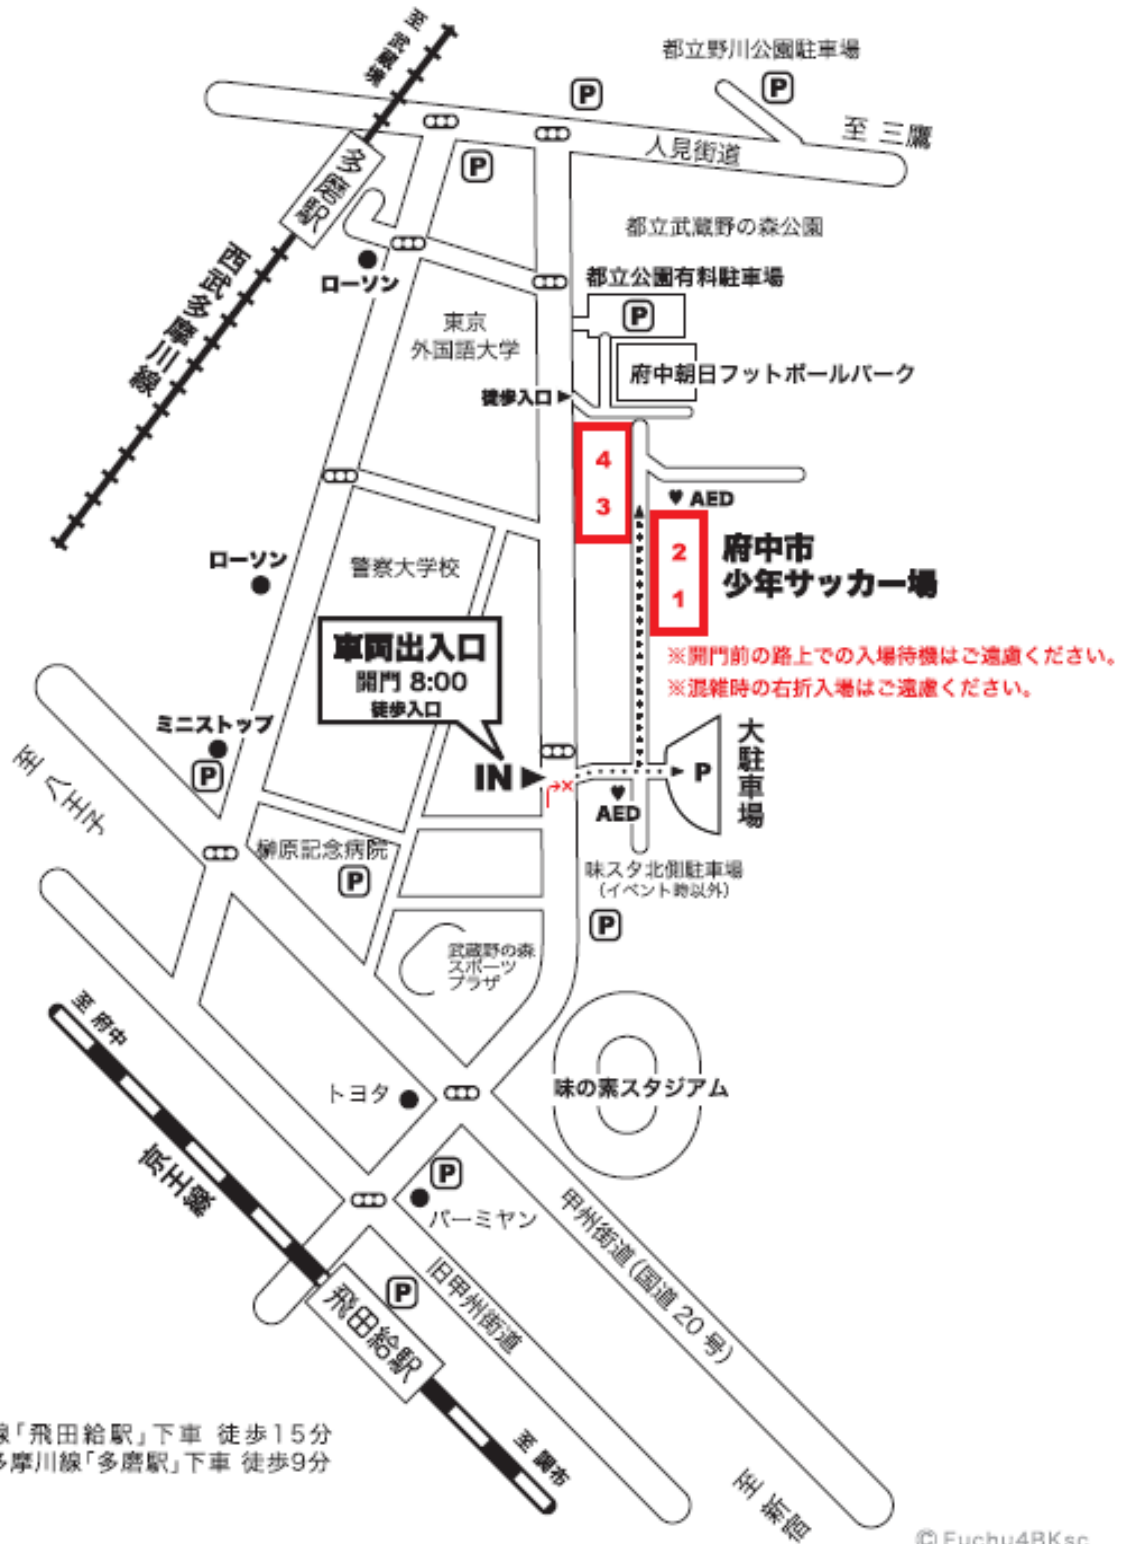 至 武蔵境
都立野川公園駐車場
P
P
至 三鷹
人見街道
P
多磨駅
都立武蔵野の森公園
西武多摩川線
ローソン
都立公園有料駐車場
P
東京
外国語大学
府中朝日フットボールパーク
徒歩入口
4
3
♥ AED
2
1
府中市
少年サッカー場
ローソン
警察大学校
車両出入口
開門 8:00
徒歩入口
※開門前の路上での入場待機はご遠慮ください。
※混雑時の右折入場はご遠慮ください。
ミニストップ
P
至 八王子
IN
×
P
大駐車場
♥
AED
榊原記念病院
P
味スタ北側駐車場
(イベント時以外)
P
武蔵野の森
スポーツ
プラザ
至 府中
味の素スタジアム
トヨタ
京王線
P
バーミヤン
甲州街道(国道20号)
P
旧甲州街道
飛田給駅
線「飛田給駅」下車 徒歩15分
多摩川線「多磨駅」下車 徒歩9分
至 調布
至 新宿
©Fuchu4BKsc